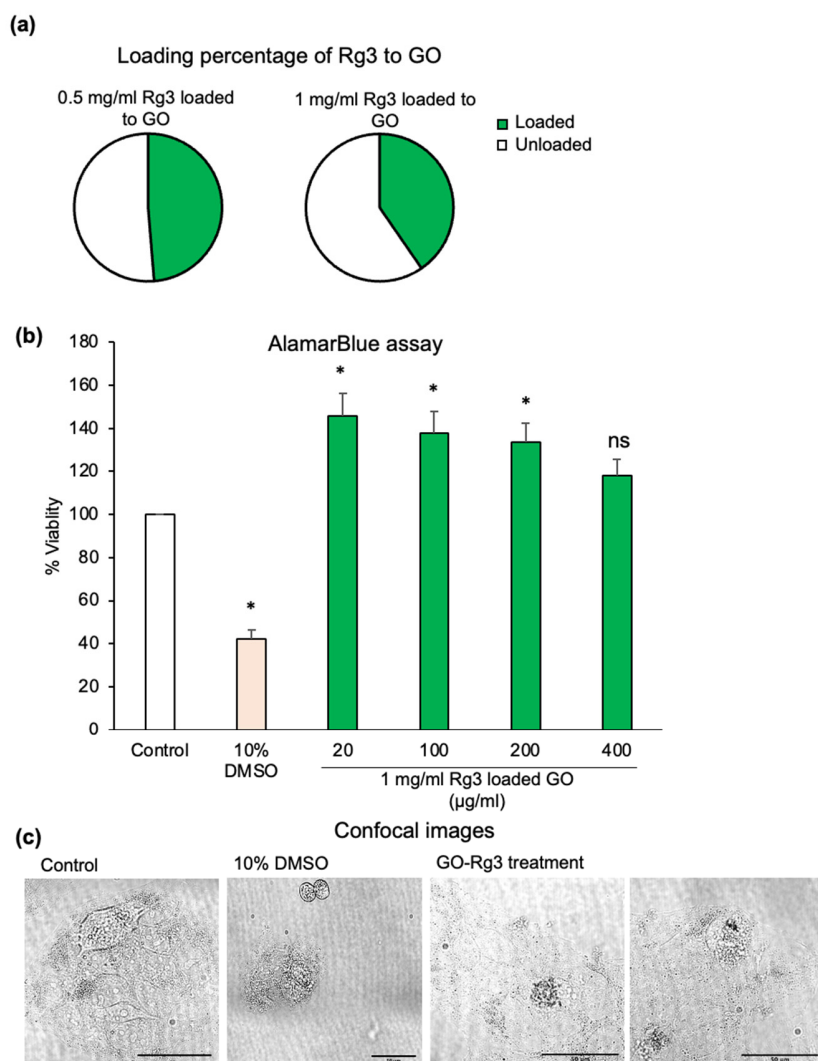 (a)
Loading percentage of Rg3 to GO
0.5 mg/ml Rg3 loaded
to GO
1 mg/ml Rg3 loaded to
GO
Loaded
Unloaded
(b)
AlamarBlue assay
% Viablity
180
160
140
120
100
80
60
40
20
0
*
*
*
*
ns
Control
10%
DMSO
20
100
200
400
1 mg/ml Rg3 loaded GO
(µg/ml)
(c)
Confocal images
Control
10% DMSO
GO-Rg3 treatment
50 µm